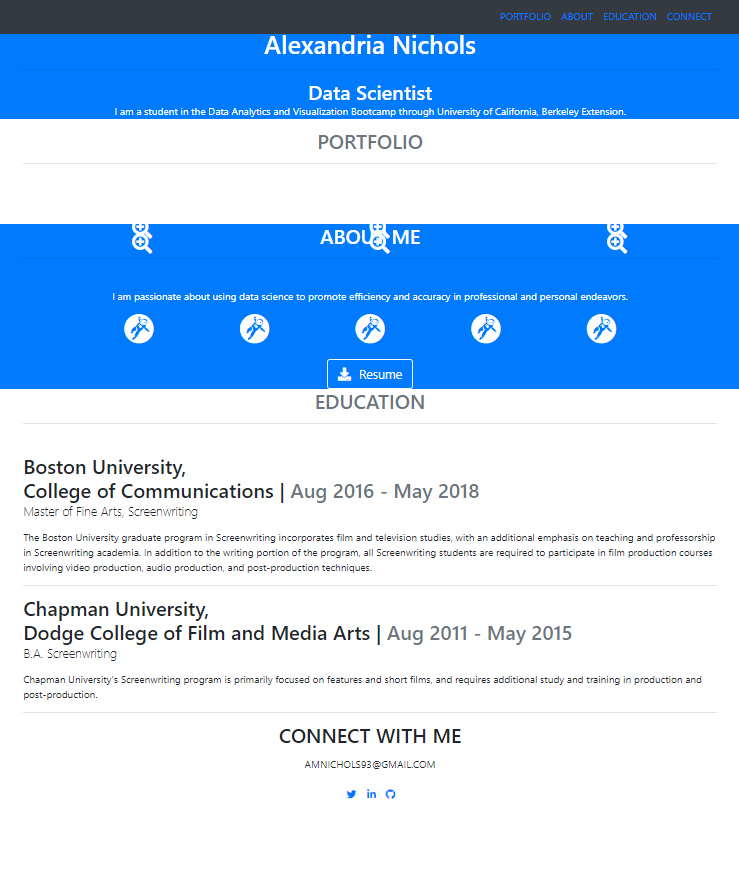 PORTFOLIO ABOUT EDUCATION CONNECT
Alexandria Nichols
Data Scientist
I am a student in the Data Analytics and Visualization Bootcamp through University of California, Berkeley Extension.
PORTFOLIO
ABOUT ME
I am passionate about using data science to promote efficiency and accuracy in professional and personal endeavors.
Resume
EDUCATION
Boston University,
College of Communications | Aug 2016 - May 2018
Master of Fine Arts, Screenwriting
The Boston University graduate program in Screenwriting incorporates film and television studies, with an additional emphasis on teaching and professorship
in Screenwriting academia. In addition to the writing portion of the program, all Screenwriting students are required to participate in film production courses
involving video production, audio production, and post-production techniques.
Chapman University,
Dodge College of Film and Media Arts | Aug 2011 - May 2015
B.A. Screenwriting
Chapman University's Screenwriting program is primarily focused on features and short films, and requires additional study and training in production and
post-production.
CONNECT WITH ME
AMNICHOLS93@GMAIL.COM